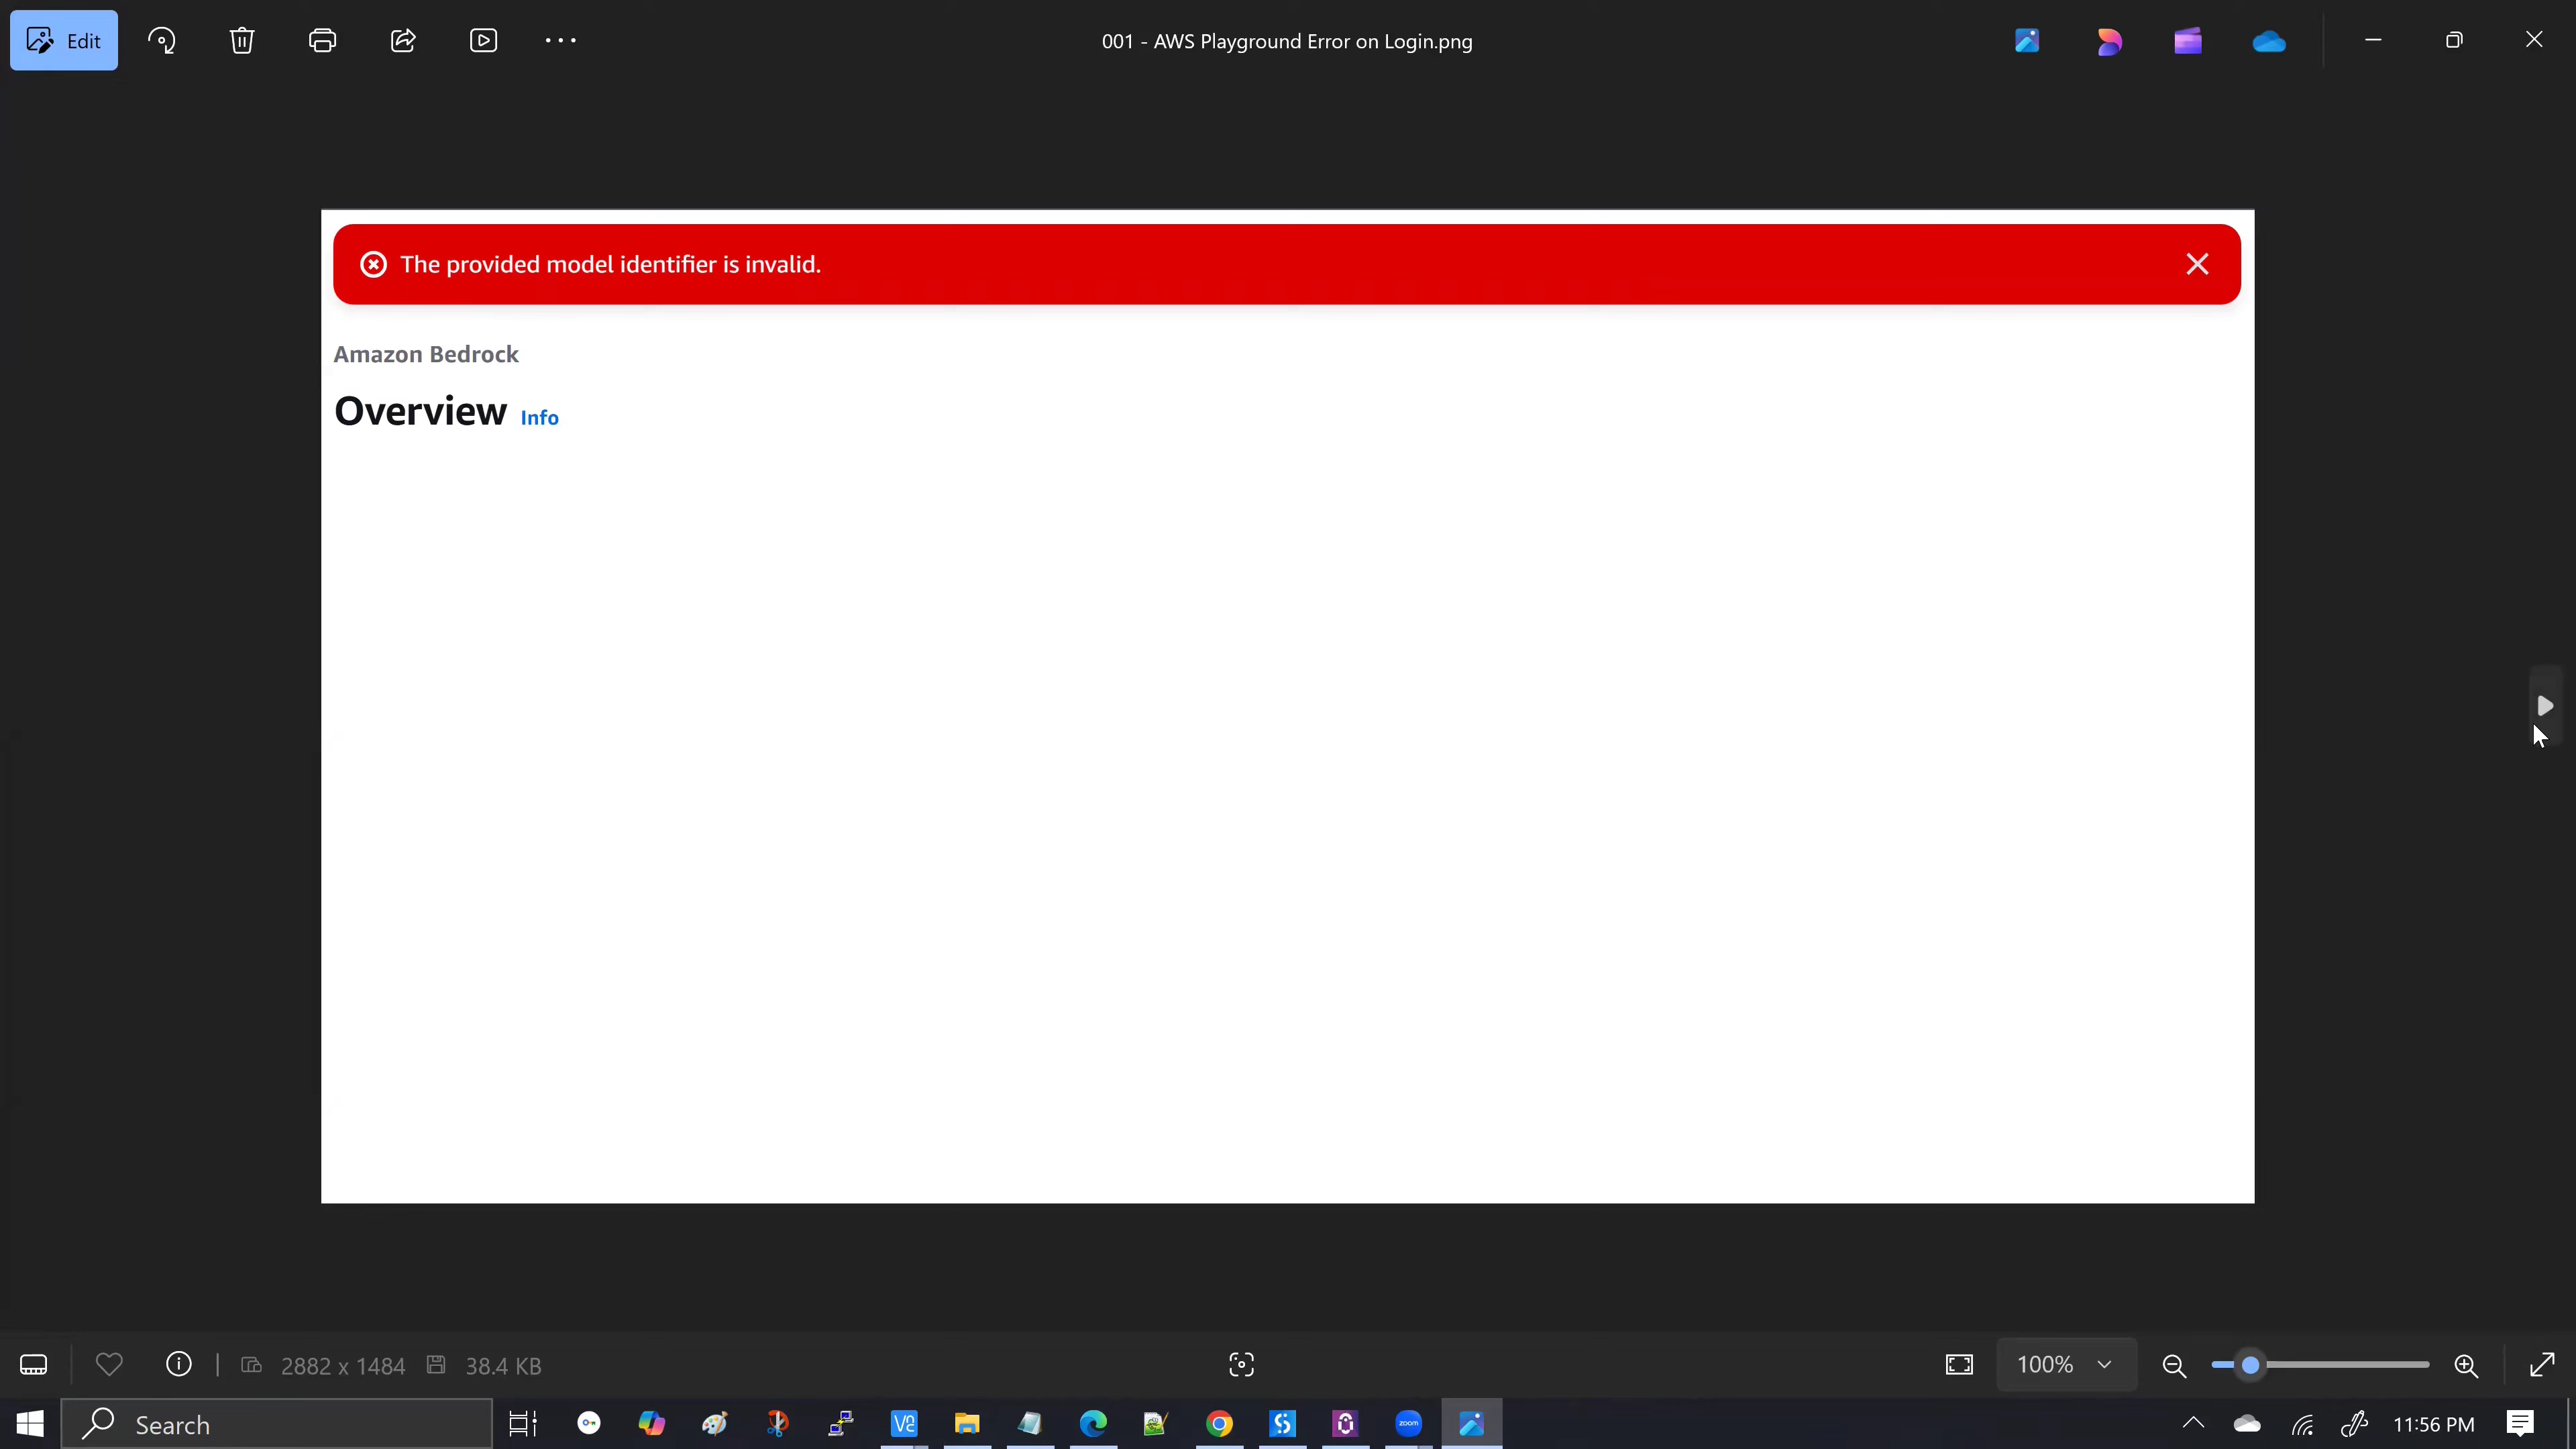 Edit
001 - AWS Playground Error on Login.png
The provided model identifier is invalid.
Amazon Bedrock
Overview Info
2882 x 1484 38.4 KB
100%
Search
zoom
11:56 PM